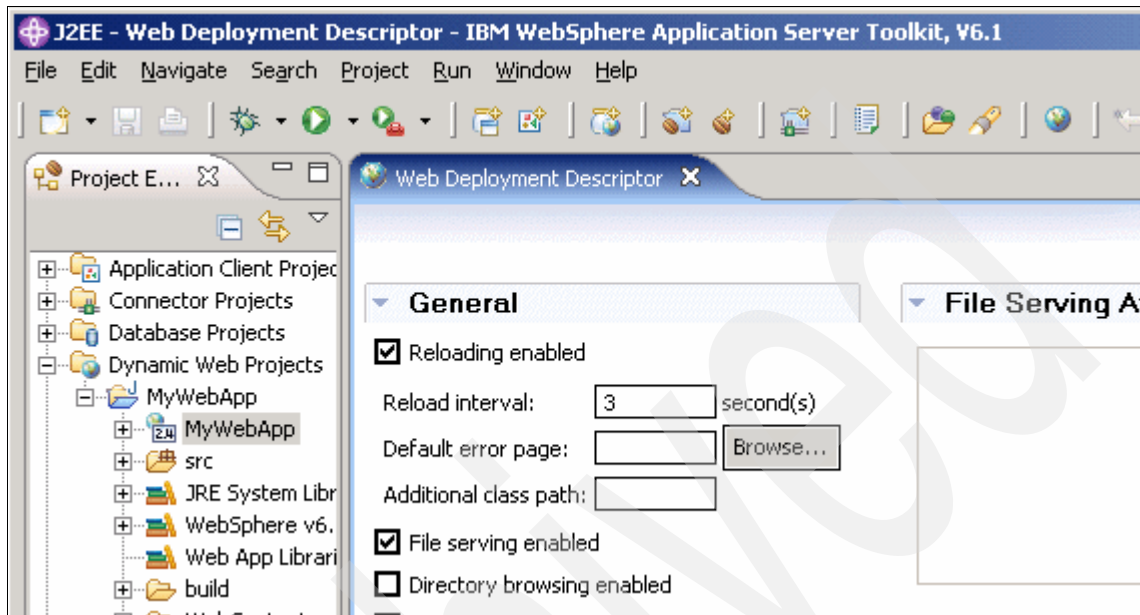 J2EE - Web Deployment Descriptor - IBM WebSphere Application Server Toolkit, V6.1
File Edit Navigate Search Project Run Window Help
Project E...
Web Deployment Descriptor
Application Client Projec
Connector Projects
Database Projects
Dynamic Web Projects
MyWebApp
2.4 MyWebApp
src
JRE System Libr
WebSphere v6.
Web App Librari
build
General
Reloading enabled
Reload interval: 3 second(s)
Default error page: Browse...
Additional class path:
File serving enabled
Directory browsing enabled
File Serving A